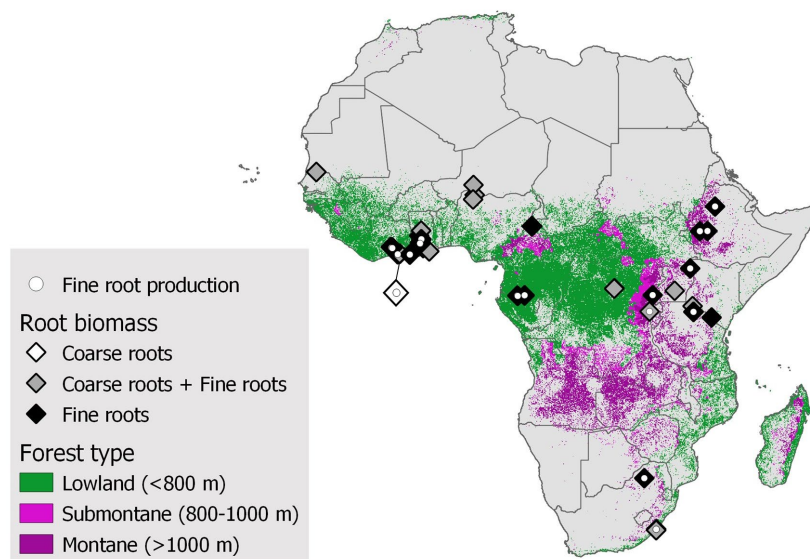 Fine root production
Root biomass
Coarse roots
Coarse roots + Fine roots
Fine roots
Forest type
Lowland (<800 m)
Submontane (800-1000 m)
Montane (>1000 m)